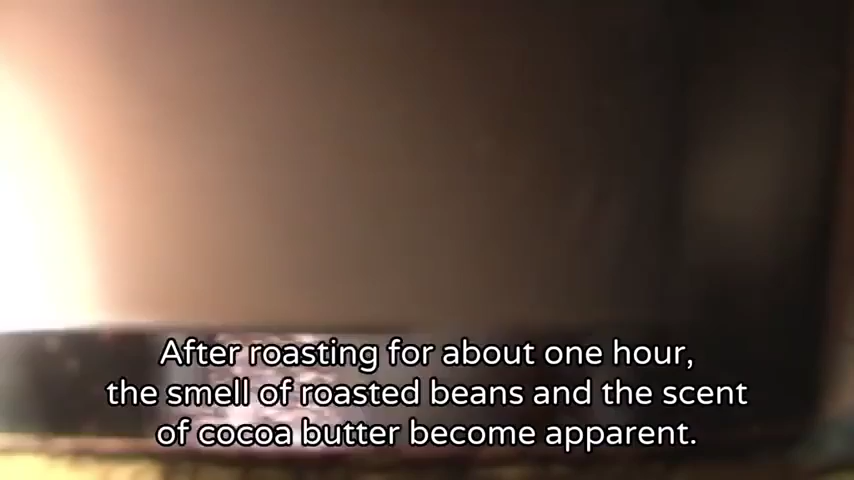 After roasting for about one hour,
the smell of roasted beans and the scent
of cocoa butter become apparent.